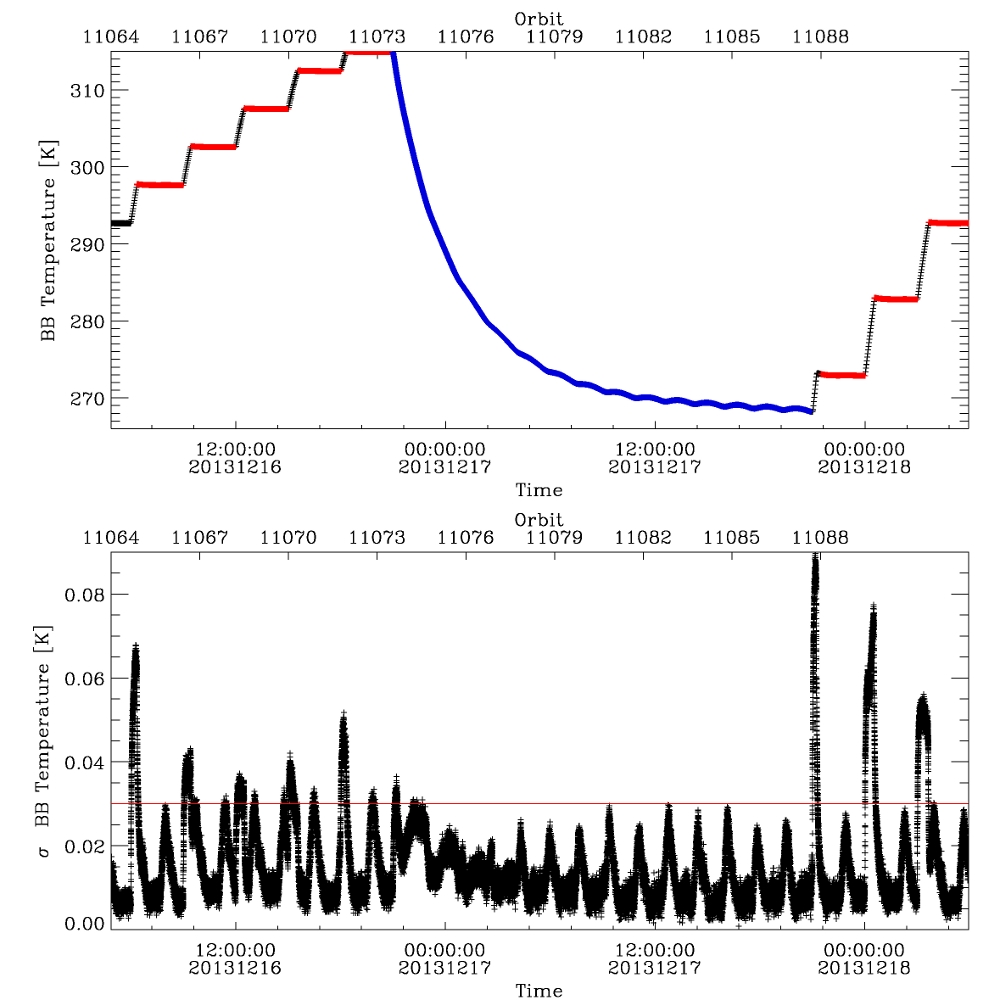 Orbit
11064 11067 11070 11073 11076 11079 11082 11085 11088
310
300
290
280
270
BB Temperature [K]
12:00:00 00:00:00 12:00:00 00:00:00
20131216 20131217 20131217 20131218
Time
Orbit
11064 11067 11070 11073 11076 11079 11082 11085 11088
0.08
0.06
0.04
0.02
0.00
σ BB Temperature [K]
12:00:00 00:00:00 12:00:00 00:00:00
20131216 20131217 20131217 20131218
Time